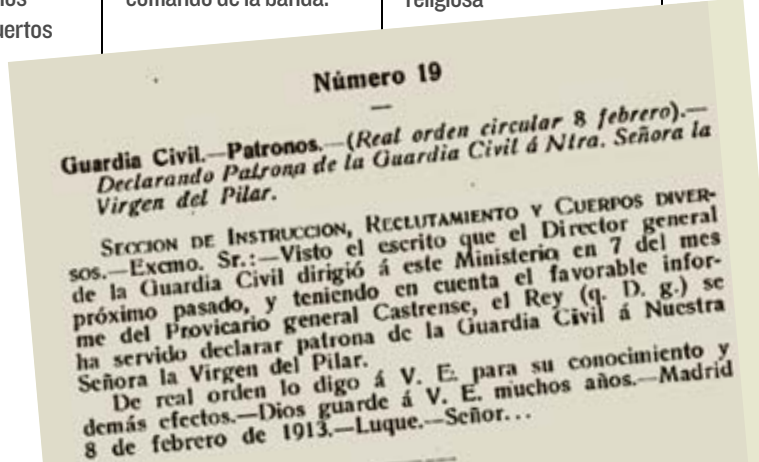 uertos
comando de la banda.
religiosa
Número 19
Guardia Civil.—Patronos.—(Real orden circular 8 febrero).—
Declarando Patrona de la Guardia Civil á Ntra. Señora la
Virgen del Pilar.
SECCION DE INSTRUCCION, RECLUTAMIENTO Y CUERPOS DIVER-
SOS.—Excmo. Sr.:—Visto el escrito que el Director general
de la Guardia Civil dirigió á este Ministerio en 7 del mes
próximo pasado, y teniendo en cuenta el favorable infor-
me del Provicario general Castrense, el Rey (q. D. g.) se
ha servido declarar patrona de la Guardia Civil á Nuestra
Señora la Virgen del Pilar.
De real orden lo digo á V. E. para su conocimiento y
demás efectos.—Dios guarde á V. E. muchos años.—Madrid
8 de febrero de 1913.—Luque.—Señor...